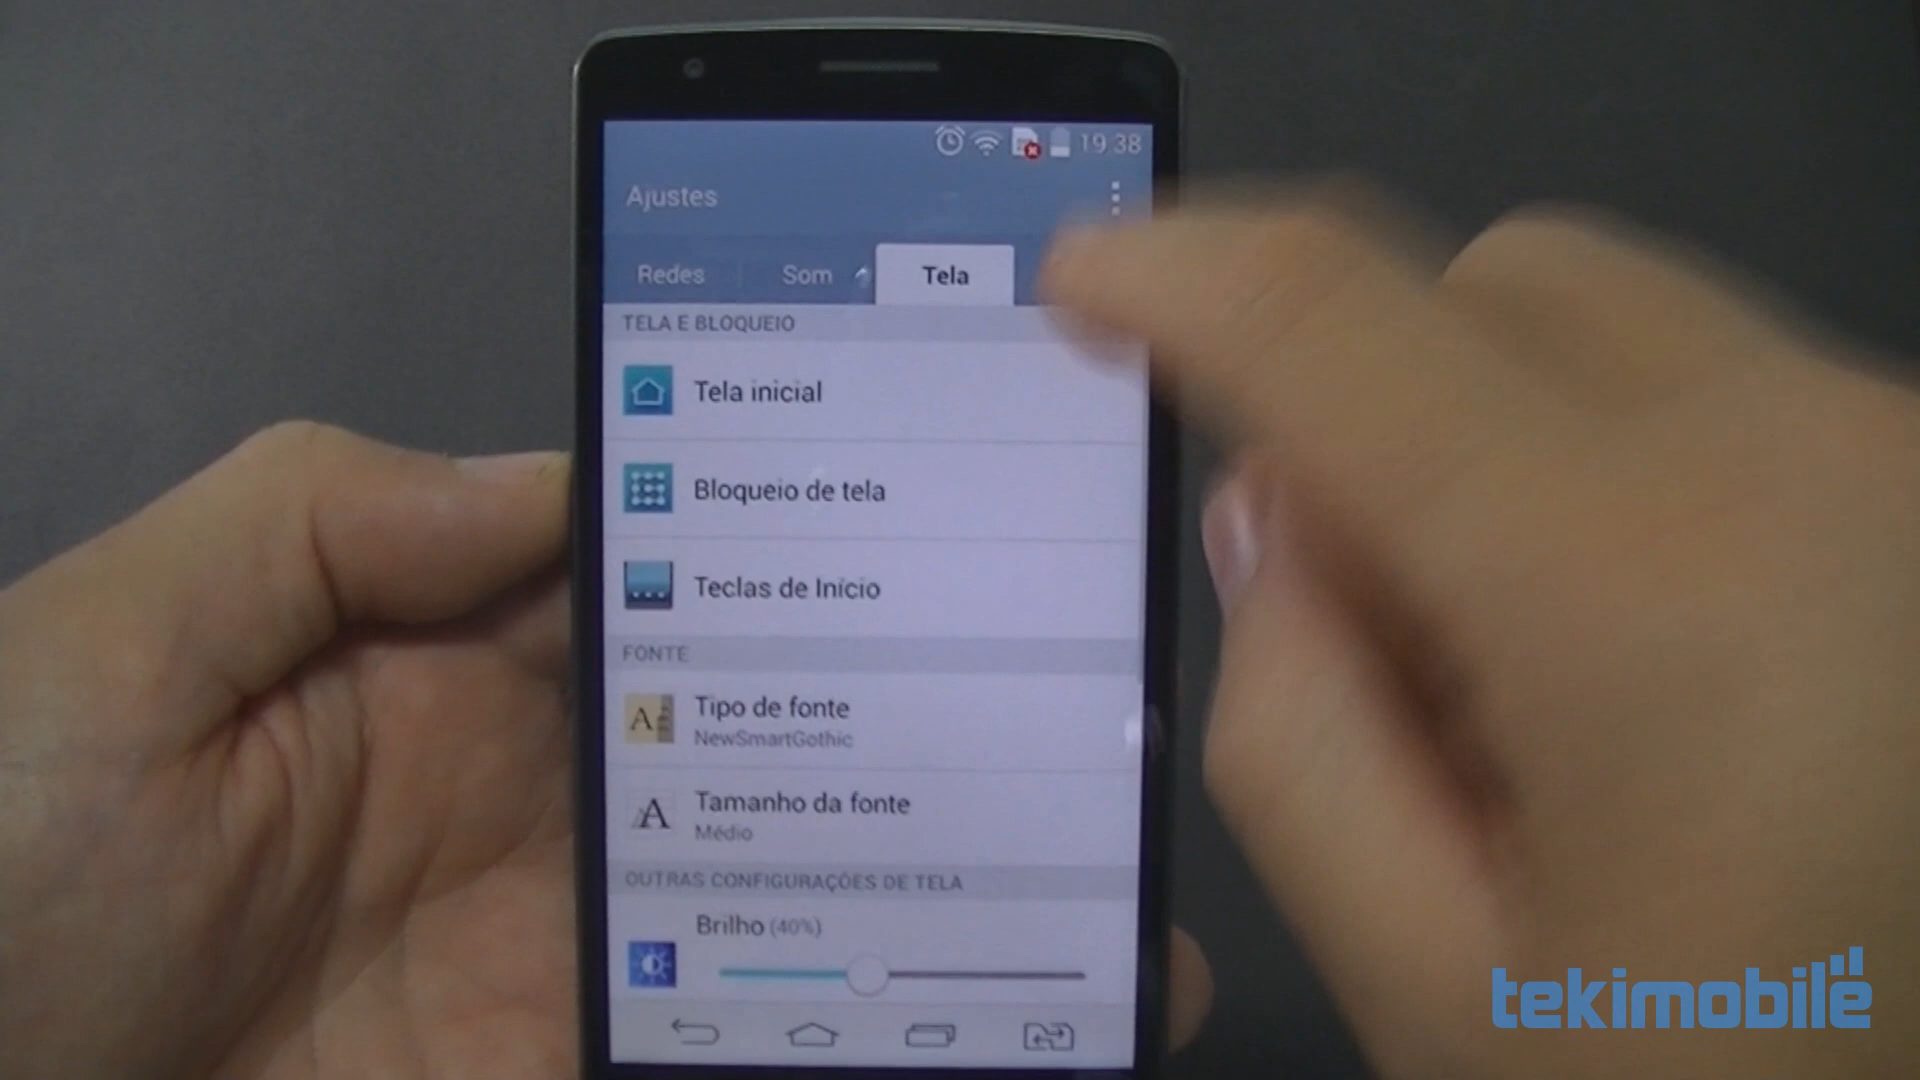 19:38
Ajustes
Redes
Som
Tela
TELA E BLOQUEIO
Tela inicial
Bloqueio de tela
Teclas de Início
FONTE
Tipo de fonte
NewSmartGothic
Tamanho da fonte
Médio
OUTRAS CONFIGURAÇÕES DE TELA
Brilho (40%)
tekimobile